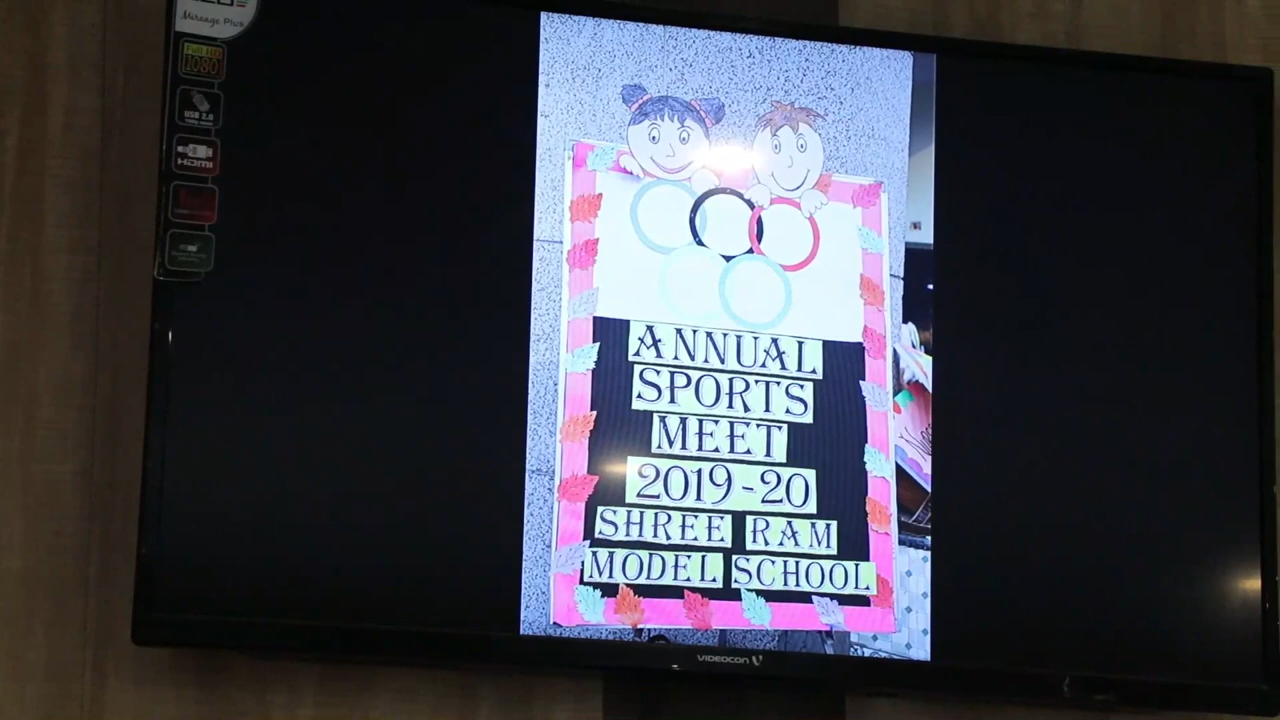 Mirage Plus
Full HD
1080
USB 2.0
HDMI
ANNUAL
SPORTS
MEET
2019-20
SHREE RAM
MODEL SCHOOL
VIDEOCON